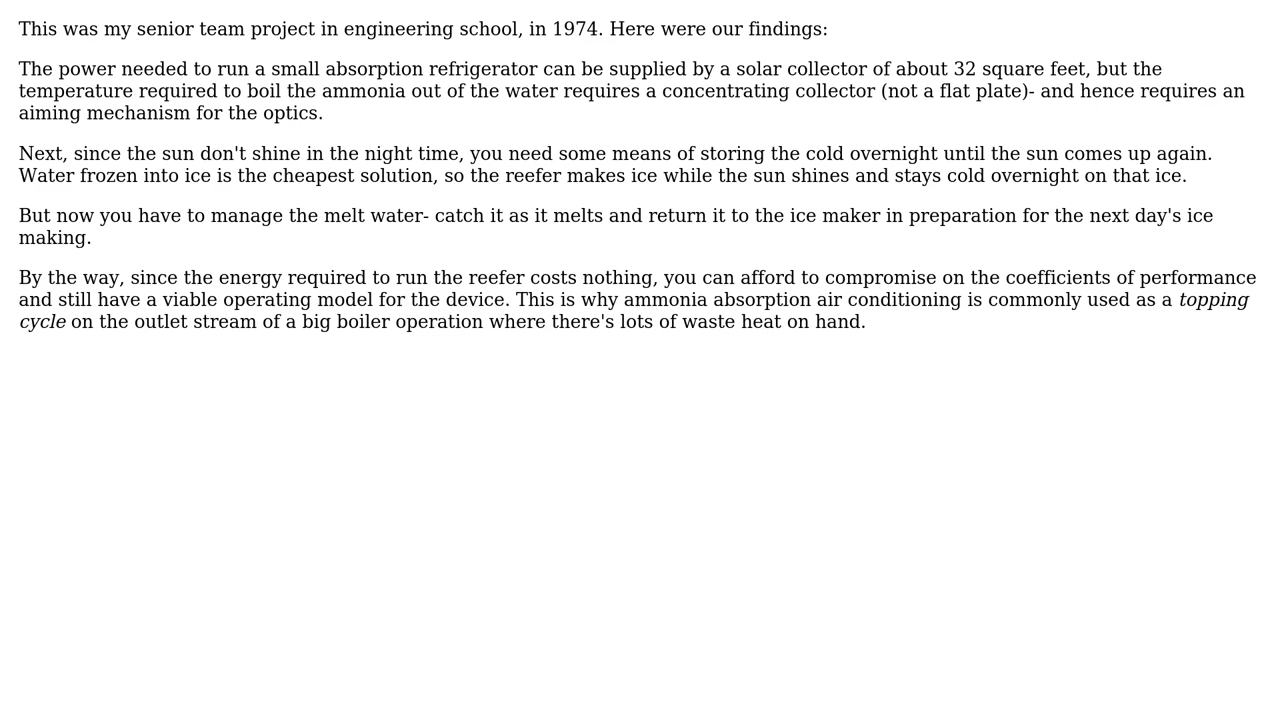 This was my senior team project in engineering school, in 1974. Here were our findings:
The power needed to run a small absorption refrigerator can be supplied by a solar collector of about 32 square feet, but the
temperature required to boil the ammonia out of the water requires a concentrating collector (not a flat plate)- and hence requires an
aiming mechanism for the optics.
Next, since the sun don't shine in the night time, you need some means of storing the cold overnight until the sun comes up again.
Water frozen into ice is the cheapest solution, so the reefer makes ice while the sun shines and stays cold overnight on that ice.
But now you have to manage the melt water- catch it as it melts and return it to the ice maker in preparation for the next day's ice
making.
By the way, since the energy required to run the reefer costs nothing, you can afford to compromise on the coefficients of performance
and still have a viable operating model for the device. This is why ammonia absorption air conditioning is commonly used as a topping
cycle on the outlet stream of a big boiler operation where there's lots of waste heat on hand.